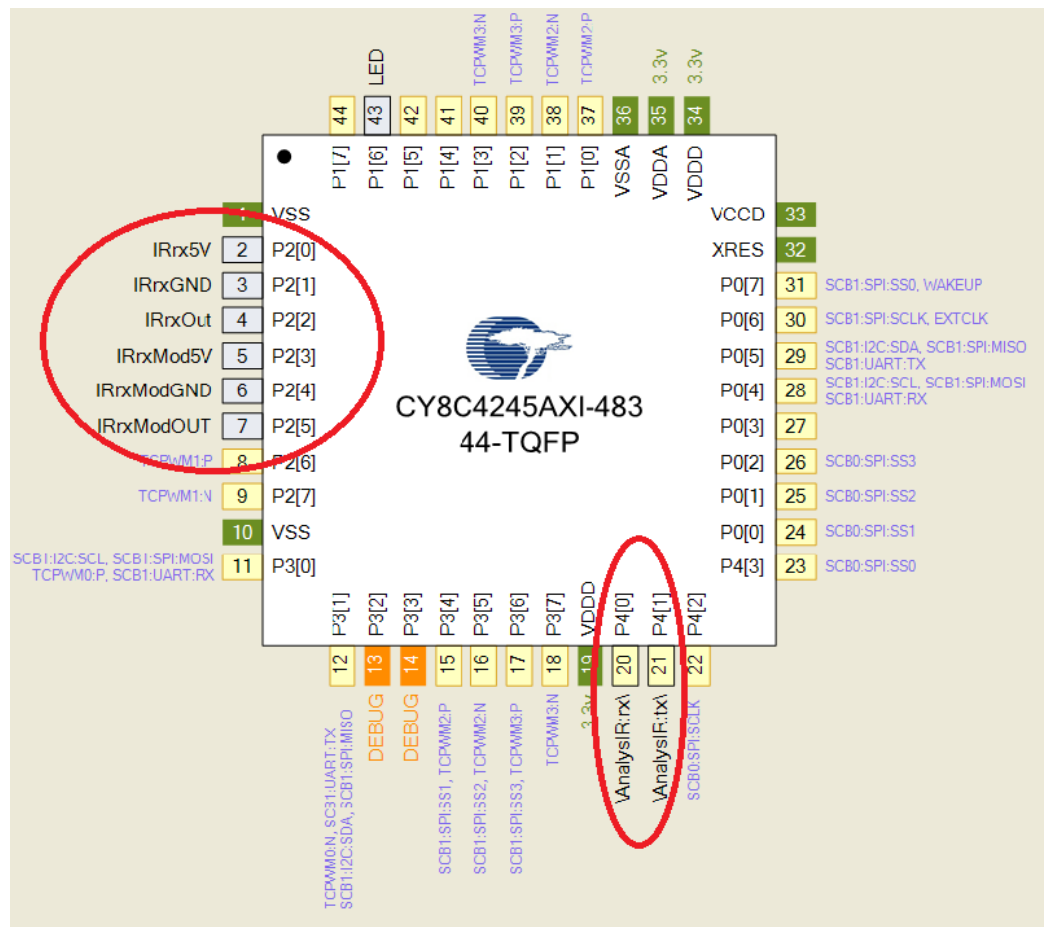 TCPWM3:N
TCPWM3:P
TCPWM2:N
TCPWM2:P
LED
3.3v
3.3v
44
43
42
41
40
39
38
37
36
35
34
P1[7]
P1[6]
P1[5]
P1[4]
P1[3]
P1[2]
P1[1]
P1[0]
VSSA
VDDA
VDDD
1 VSS
IRrx5V 2 P2[0]
IRrxGND 3 P2[1]
IRrxOut 4 P2[2]
IRrxMod5V 5 P2[3]
IRrxModGND 6 P2[4]
IRrxModOUT 7 P2[5]
TCPWM1:P 8 P2[6]
TCPWM1:N 9 P2[7]
10 VSS
SCB1:I2C:SCL, SCB1:SPI:MOSI
TCPWM0:P, SCB1:UART:RX
11 P3[0]
CY8C4245AXI-483
44-TQFP
VCCD 33
XRES 32
P0[7] 31 SCB1:SPI:SS0, WAKEUP
P0[6] 30 SCB1:SPI:SCLK, EXTCLK
P0[5] 29
SCB1:I2C:SDA, SCB1:SPI:MISO
SCB1:UART:TX
P0[4] 28
SCB1:I2C:SCL, SCB1:SPI:MOSI
SCB1:UART:RX
P0[3] 27
P0[2] 26 SCB0:SPI:SS3
P0[1] 25 SCB0:SPI:SS2
P0[0] 24 SCB0:SPI:SS1
P4[3] 23 SCB0:SPI:SS0
P3[1]
P3[2]
P3[3]
P3[4]
P3[5]
P3[6]
P3[7]
VDDD
P4[0]
P4[1]
P4[2]
12
13
14
15
16
17
18
19
20
21
22
TCPWM0:N, SCB1:UART:TX
SCB1:I2C:SDA, SCB1:SPI:MISO
DEBUG
DEBUG
SCB1:SPI:SS1, TCPWM2:P
SCB1:SPI:SS2, TCPWM2:N
SCB1:SPI:SS3, TCPWM3:P
TCPWM3:N
3.3v
\AnalysIR:rx\
\AnalysIR:tx\
SCB0:SPI:SCLK